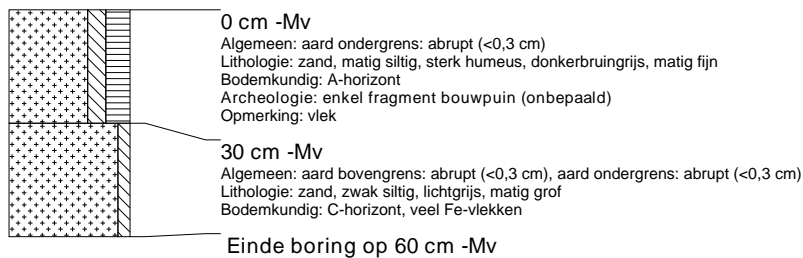 0 cm -Mv
Algemeen: aard ondergrens: abrupt (<0,3 cm)
Lithologie: zand, matig siltig, sterk humeus, donkerbruingrijs, matig fijn
Bodemkundig: A-horizont
Archeologie: enkel fragment bouwpuin (onbepaald)
Opmerking: vlek
30 cm -Mv
Algemeen: aard bovengrens: abrupt (<0,3 cm), aard ondergrens: abrupt (<0,3 cm)
Lithologie: zand, zwak siltig, lichtgrijs, matig grof
Bodemkundig: C-horizont, veel Fe-vlekken
Einde boring op 60 cm -Mv